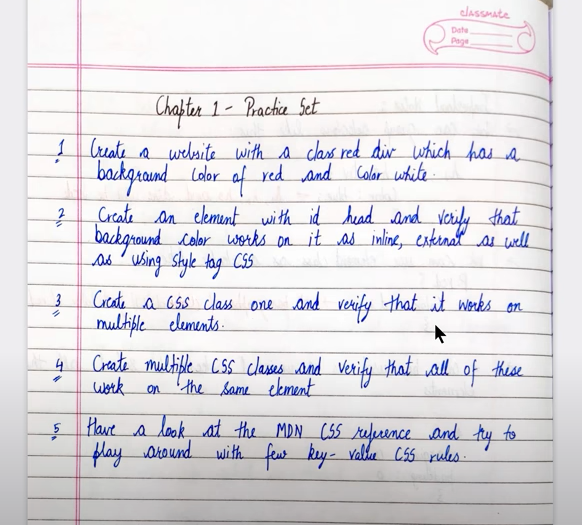 classmate
Date
Page
Chapter 1 - Practice Set
1 Create a website with a class red div which has a
background color of red and color white.
2 Create an element with id head and verify that
background color works on it as inline, external as well
as using style tag CSS
3 Create a CSS class one and verify that it works on
multiple elements.
4 Create multiple CSS classes and verify that all of these
work on the same element
5 Have a look at the MDN CSS reference and try to
play around with few key-value CSS rules.